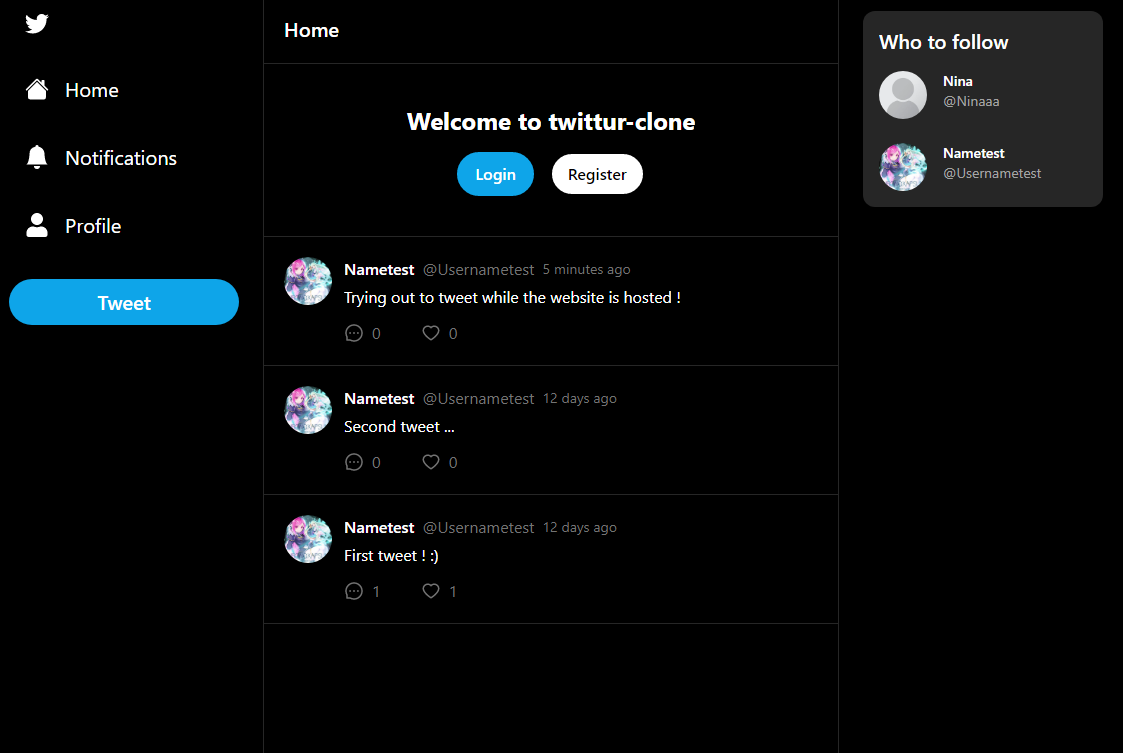 Home
Notifications
Profile
Tweet
Home
Welcome to twittur-clone
Login Register
Nametest @Usernametest 5 minutes ago
Trying out to tweet while the website is hosted !
0 0
Nametest @Usernametest 12 days ago
Second tweet ...
0 0
Nametest @Usernametest 12 days ago
First tweet ! :)
1 1
Who to follow
Nina
@Ninaaa
Nametest
@Usernametest